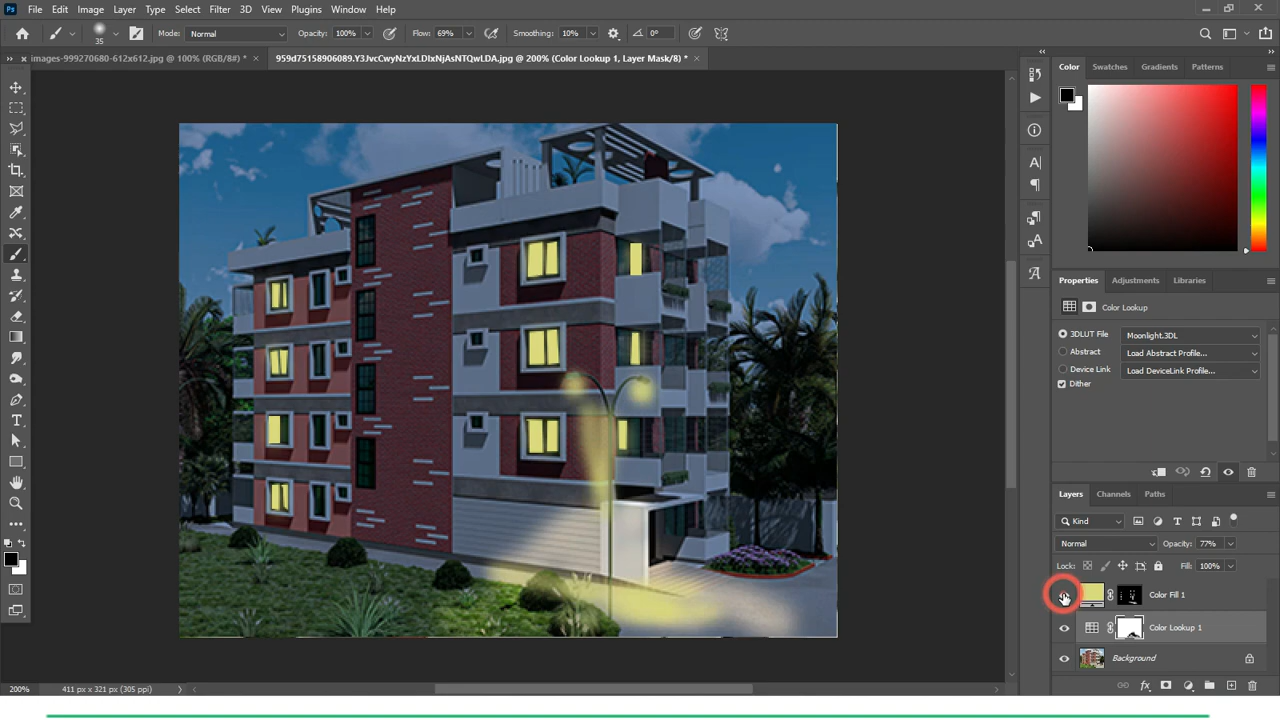 Ps File Edit Image Layer Type Select Filter 3D View Plugins Window Help
35 Mode: Normal Opacity: 100% Flow: 69% Smoothing: 10% 0°
images-999270680-612x612.jpg @ 100% (RGB/8#) * × 959d75158906089.Y3JvcCwyNzYxLDIxNjAsNTQwLDA.jpg @ 200% (Color Lookup 1, Layer Mask/8) * ×
Color Swatches Gradients Patterns
Properties Adjustments Libraries
Color Lookup
3DLUT File Moonlight.3DL
Abstract Load Abstract Profile...
Device Link Load DeviceLink Profile...
Dither
Layers Channels Paths
Kind
Normal Opacity: 77%
Lock: Fill: 100%
Color Fill 1
Color Lookup 1
Background
200% 411 px x 321 px (305 ppi)